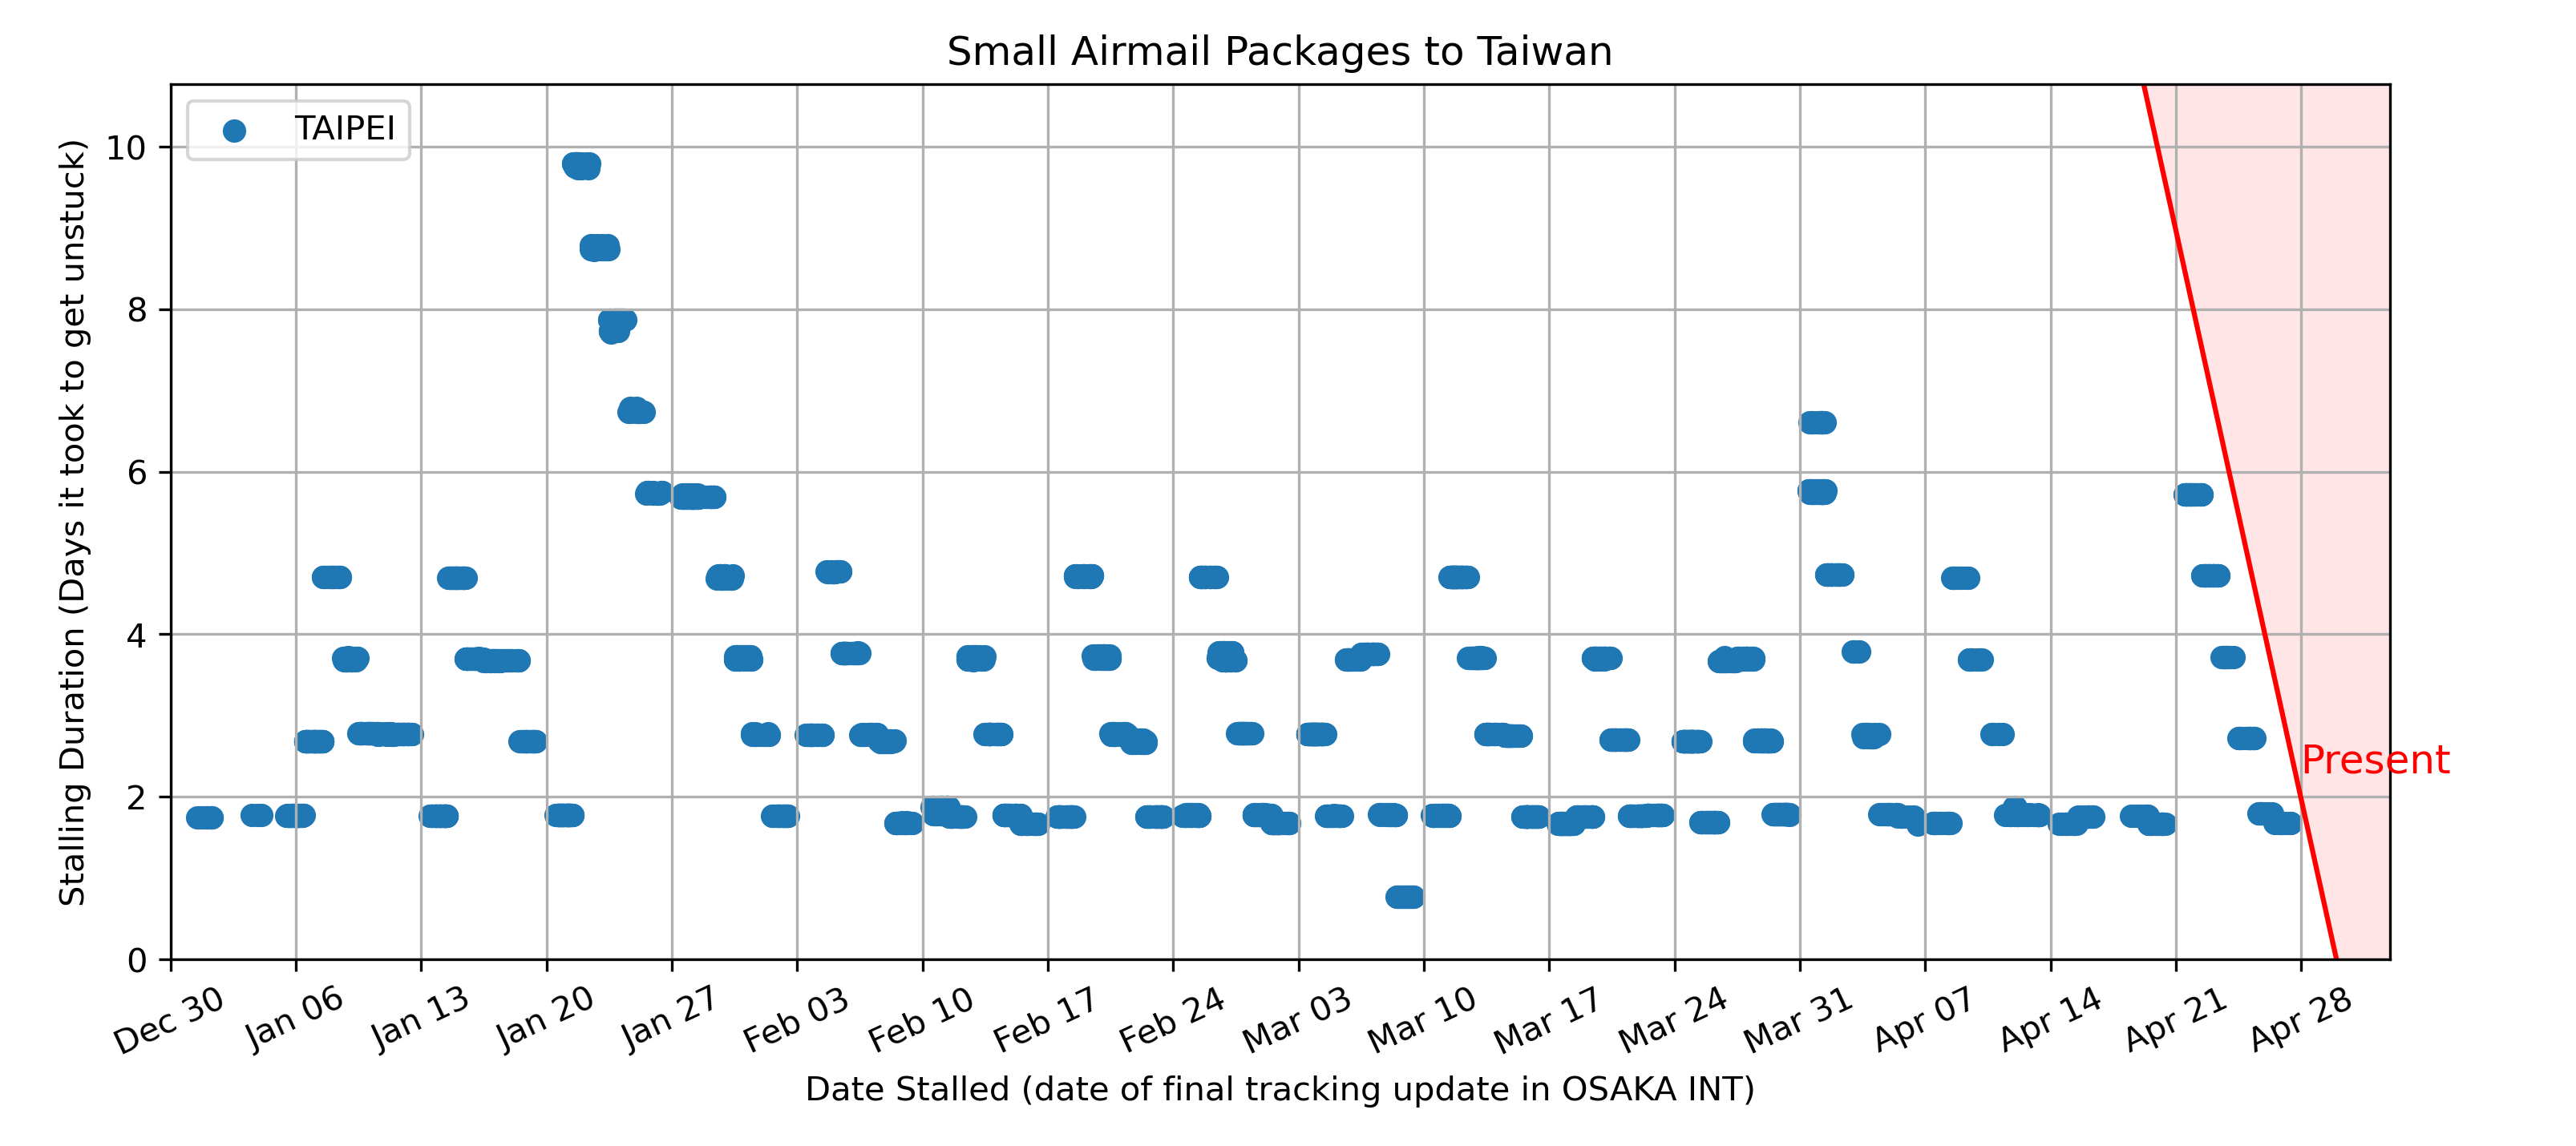 Small Airmail Packages to Taiwan
TAIPEI
Stalling Duration (Days it took to get unstuck)
10
8
6
4
2
0
Present
Dec 30
Jan 06
Jan 13
Jan 20
Jan 27
Feb 03
Feb 10
Feb 17
Feb 24
Mar 03
Mar 10
Mar 17
Mar 24
Mar 31
Apr 07
Apr 14
Apr 21
Apr 28
Date Stalled (date of final tracking update in OSAKA INT)